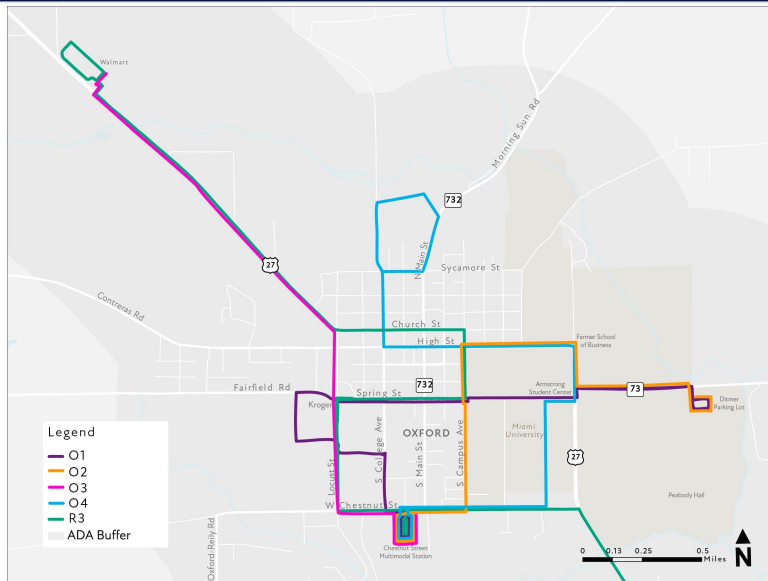 Walmart
Morning Sun Rd
732
N Main St
Sycamore St
27
Contreras Rd
Church St
High St
Farmer School
of Business
Fairfield Rd
732
Spring St
Armstrong
Student Center
73
Ditmer
Parking Lot
Kroger
Legend
O1
O2
O3
O4
R3
ADA Buffer
OXFORD
Miami
University
S College Ave
S Main St
S Campus Ave
Locust St
27
Peabody Hall
W Chestnut St
Oxford-Reily Rd
Chestnut Street
Multimodal Station
0 0.13 0.25 0.5
Miles
N